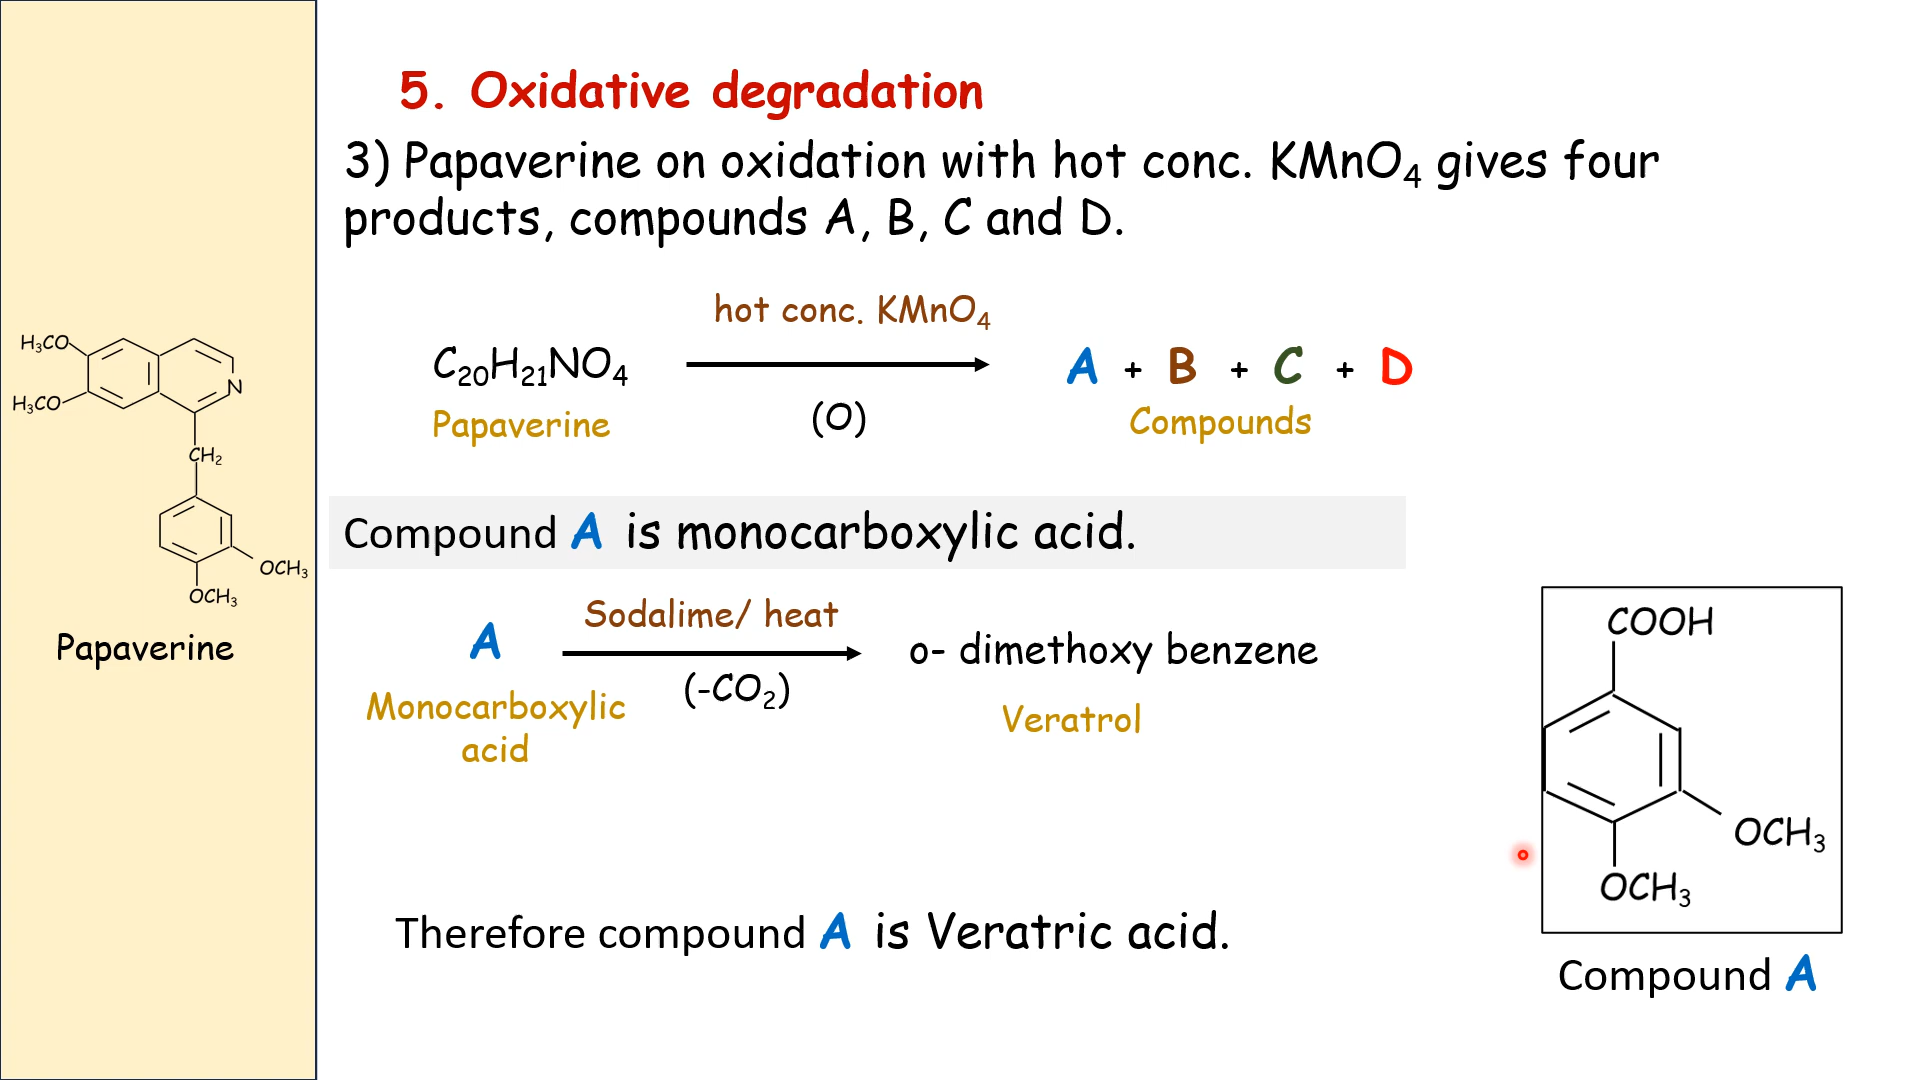 5. Oxidative degradation
3) Papaverine on oxidation with hot conc. KMnO₄ gives four
products, compounds A, B, C and D.
hot conc. KMnO₄
C₂₀H₂₁NO₄
A + B + C + D
(O)
Papaverine
Compounds
H₃CO
H₃CO
N
CH₂
OCH₃
OCH₃
Papaverine
Compound A is monocarboxylic acid.
Sodalime/ heat
A
o- dimethoxy benzene
(-CO₂)
Monocarboxylic
acid
Veratrol
COOH
OCH₃
OCH₃
Therefore compound A is Veratric acid.
Compound A